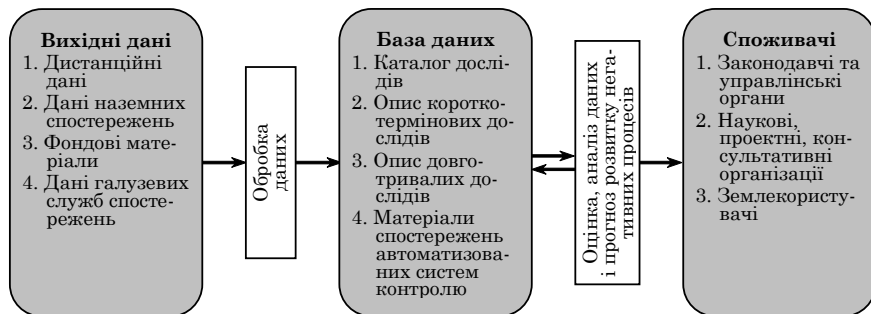 Вихідні дані
1. Дистанційні
дані
2. Дані наземних
спостережень
3. Фондові мате-
ріали
4. Дані галузевих
служб спосте-
режень
Обробка
даних
База даних
1. Каталог дослі-
дів
2. Опис коротко-
термінових до-
слідів
3. Опис довго-
тривалих до-
слідів
4. Матеріали
спостережень
автоматизова-
них систем
контролю
Оцінка, аналіз даних
і прогноз розвитку нега-
тивних процесів
Споживачі
1. Законодавчі та
управлінські
органи
2. Наукові,
проектні, кон-
сультативні
організації
3. Землекористу-
вачі